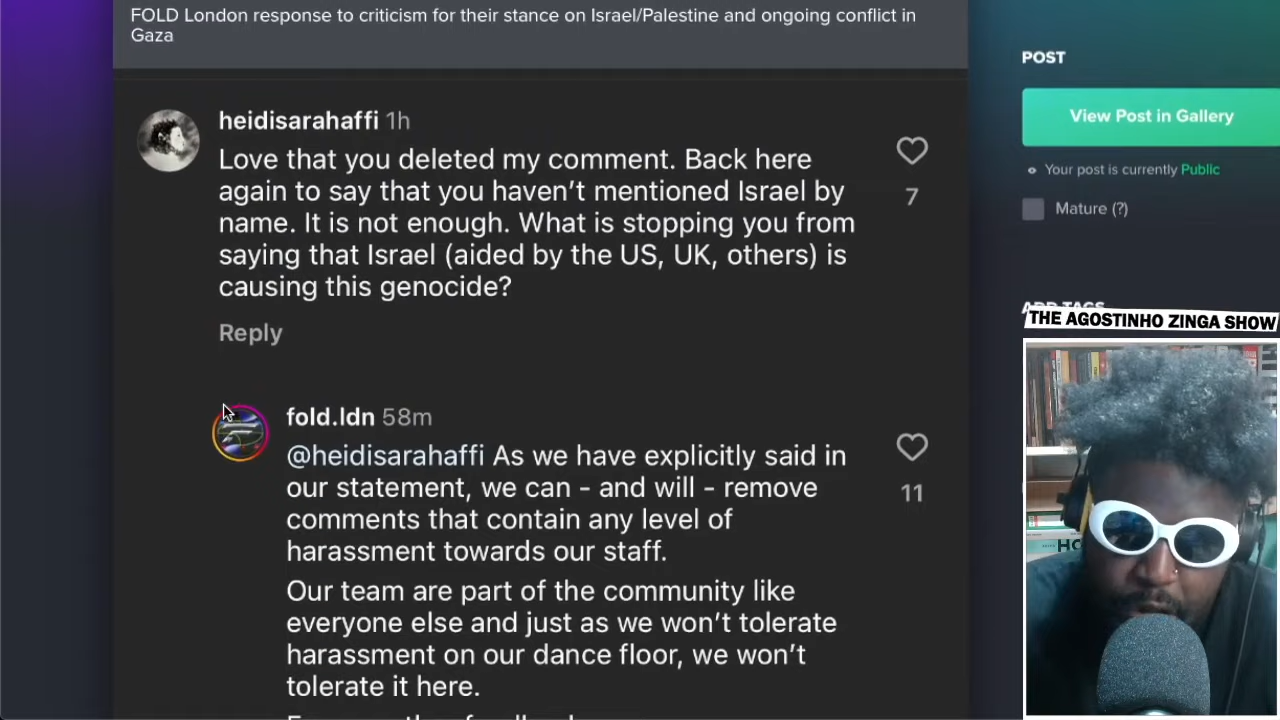 FOLD London response to criticism for their stance on Israel/Palestine and ongoing conflict in
Gaza
heidisarahaffi 1h
Love that you deleted my comment. Back here
again to say that you haven’t mentioned Israel by
name. It is not enough. What is stopping you from
saying that Israel (aided by the US, UK, others) is
causing this genocide?
7
Reply
fold.ldn 58m
@heidisarahaffi As we have explicitly said in
our statement, we can - and will - remove
comments that contain any level of
harassment towards our staff.
11
Our team are part of the community like
everyone else and just as we won’t tolerate
harassment on our dance floor, we won’t
tolerate it here.
POST
View Post in Gallery
Your post is currently Public
Mature (?)
ADD TAGS
THE AGOSTINHO ZINGA SHOW